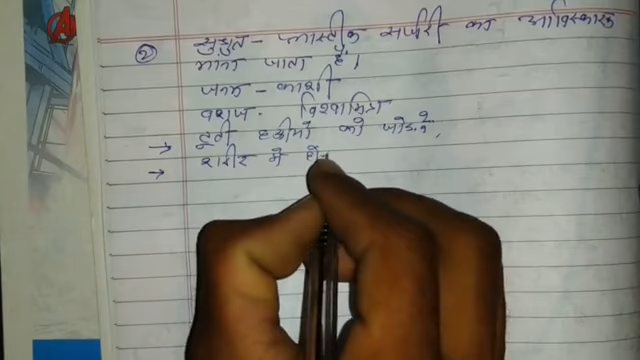 ② सुश्रुत - प्लास्टीक सर्जरी का आविष्कारक
माना जाता है।
जन्म - काशी
वंशज. विश्वामित्र
→ टूटी हड्डीयों को जोड़ने,
→ शरीर में